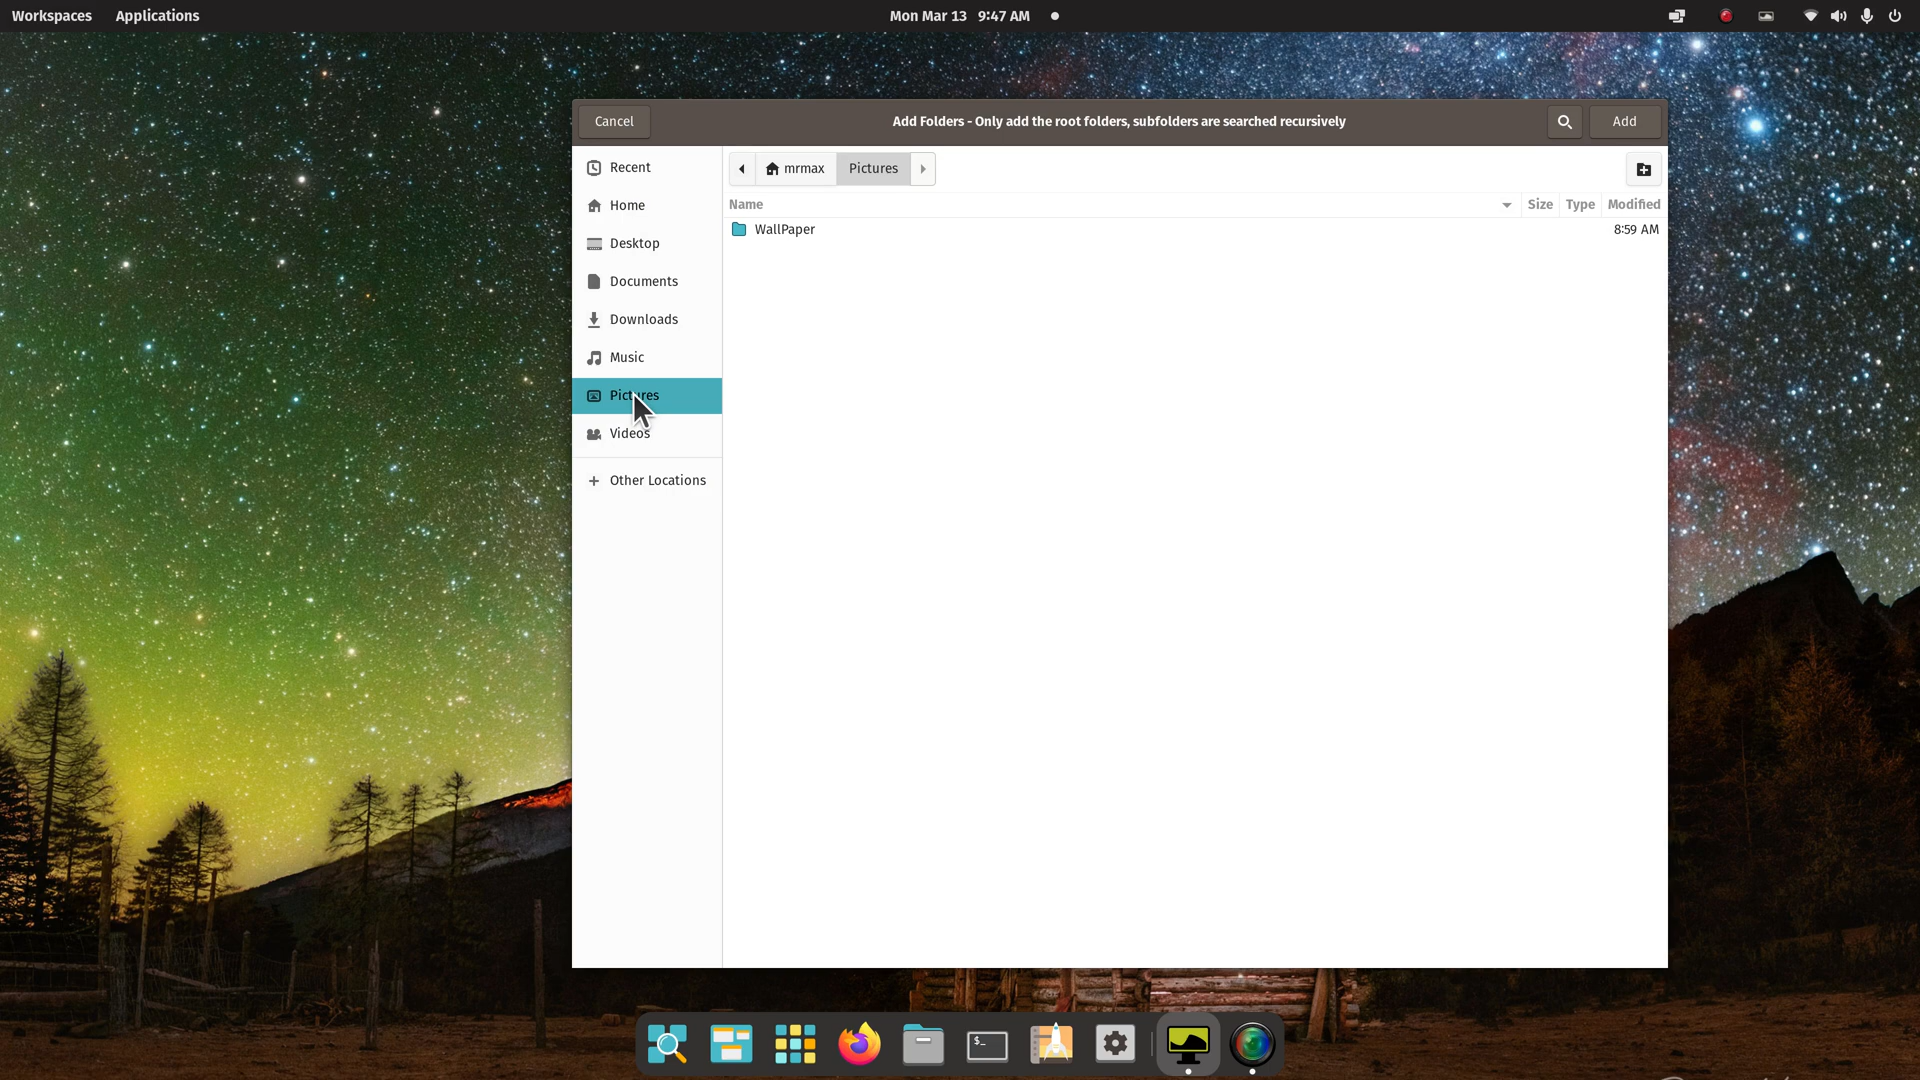 Workspaces Applications Mon Mar 13 9:47 AM
Cancel Add Folders - Only add the root folders, subfolders are searched recursively Add
Recent
Home
Desktop
Documents
Downloads
Music
Pictures
Videos
Other Locations
mrmax Pictures
Name Size Type Modified
WallPaper 8:59 AM
$_